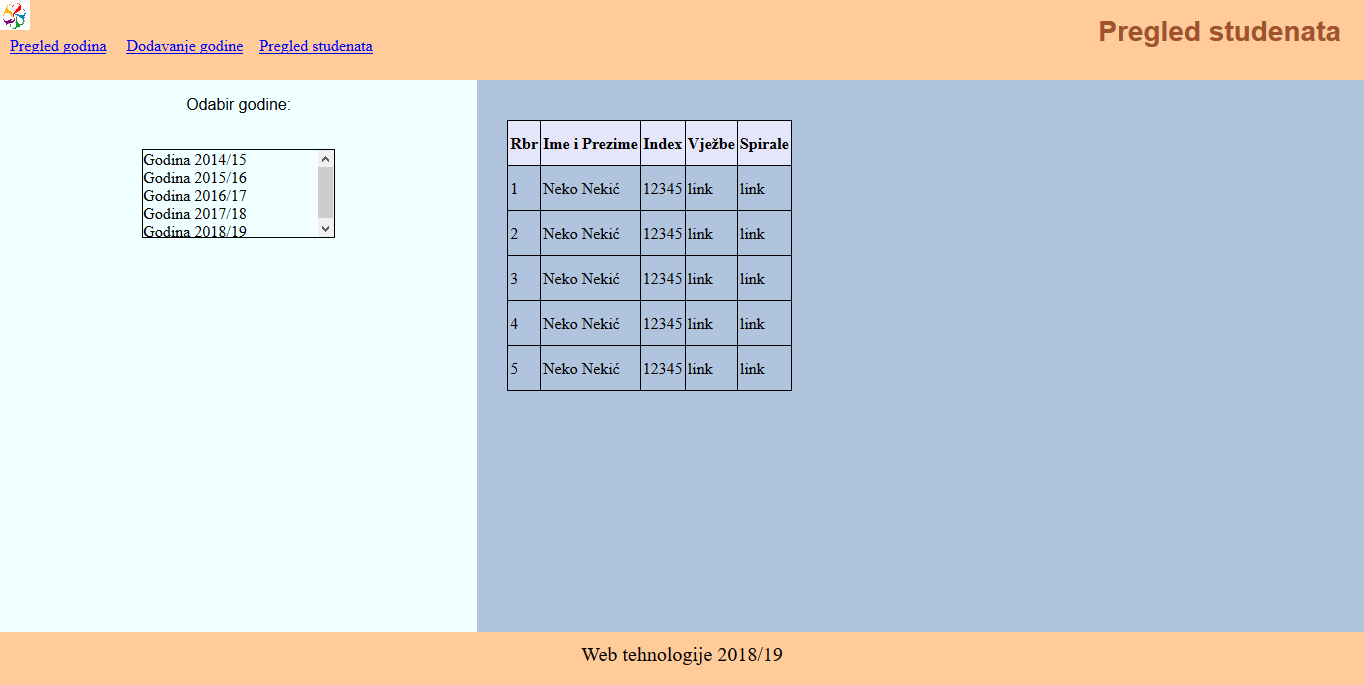 Pregled studenata
Pregled godina Dodavanje godine Pregled studenata
Odabir godine:
Godina 2014/15
Godina 2015/16
Godina 2016/17
Godina 2017/18
Godina 2018/19
Rbr Ime i Prezime Index Vježbe Spirale
1 Neko Nekić 12345 link link
2 Neko Nekić 12345 link link
3 Neko Nekić 12345 link link
4 Neko Nekić 12345 link link
5 Neko Nekić 12345 link link
Web tehnologije 2018/19